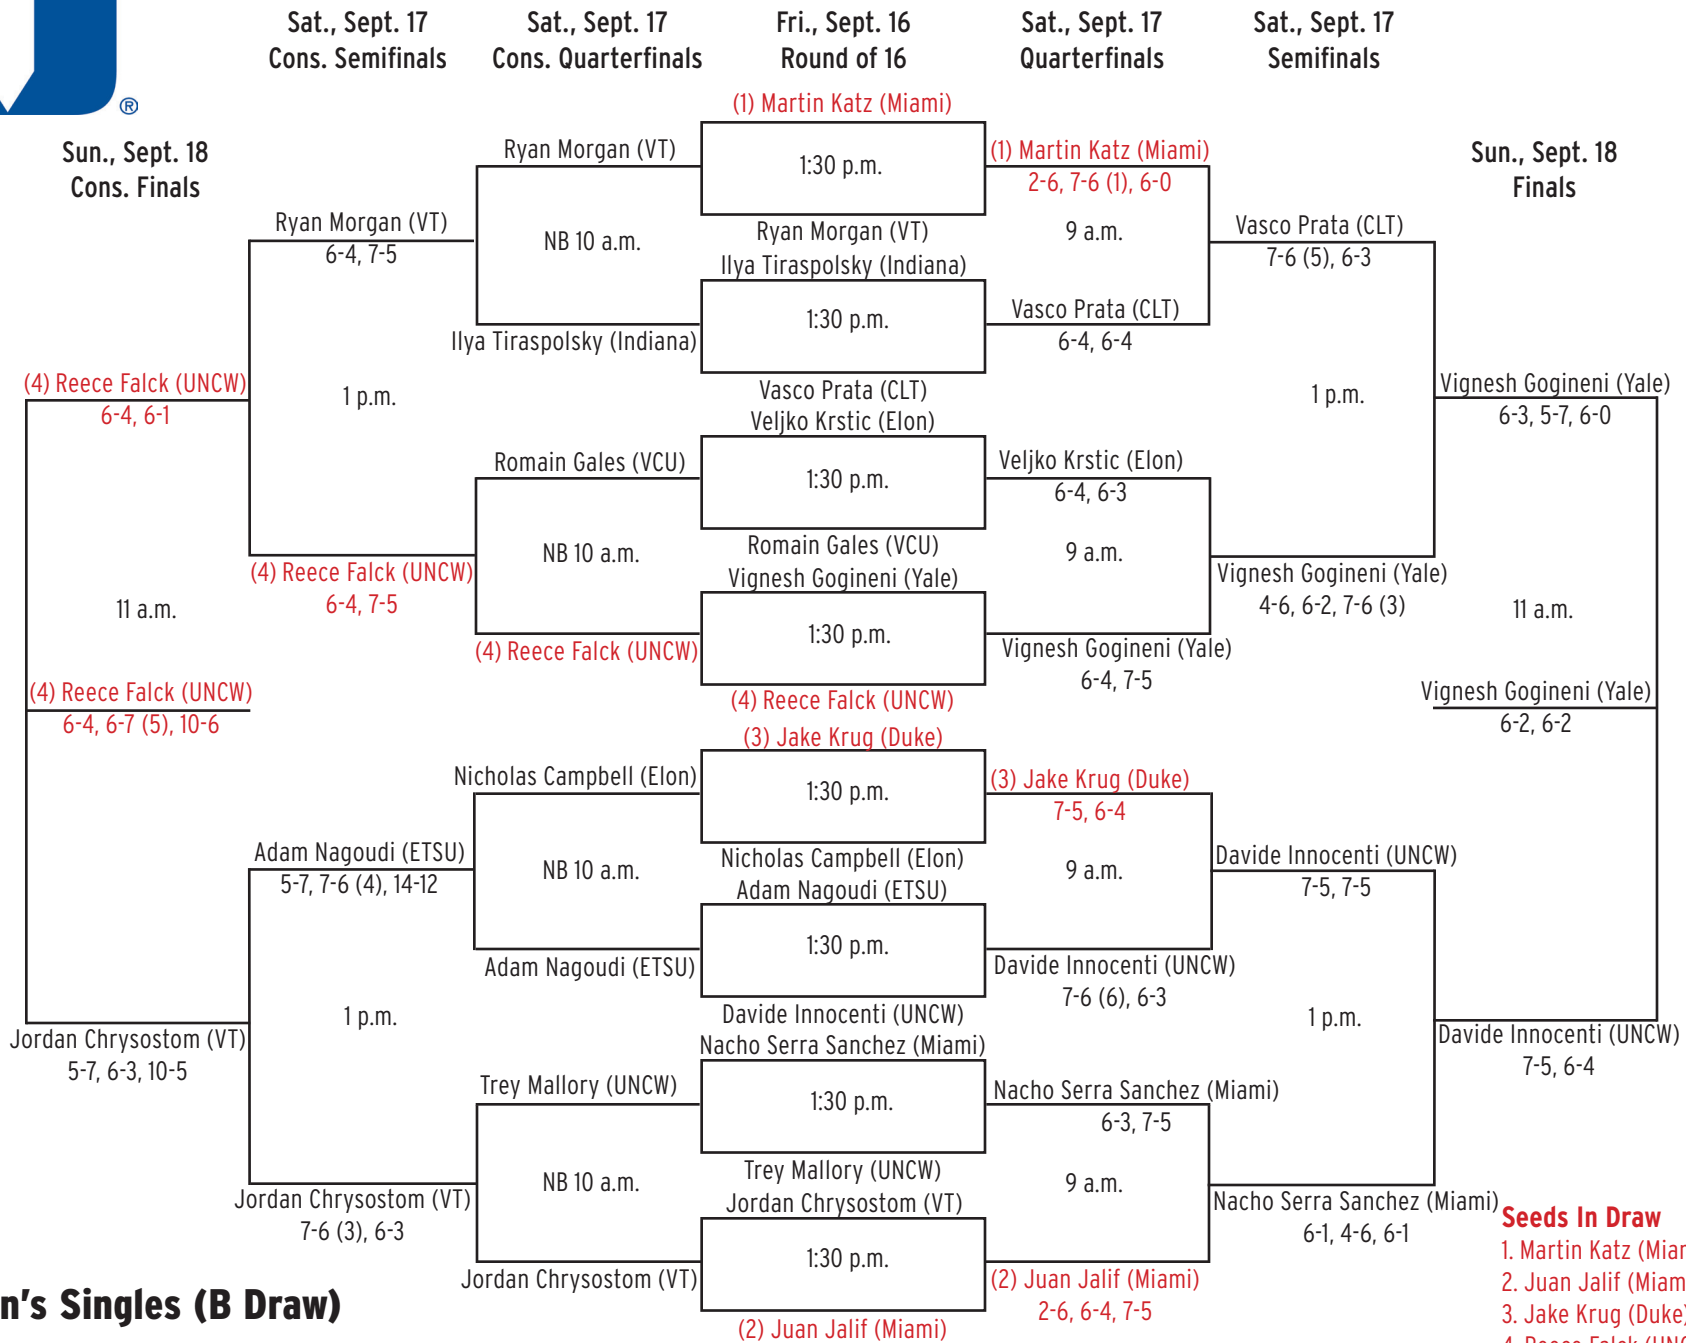 Sat., Sept. 17
Cons. Semifinals
Sat., Sept. 17
Cons. Quarterfinals
Fri., Sept. 16
Round of 16
Sat., Sept. 17
Quarterfinals
Sat., Sept. 17
Semifinals
®
Sun., Sept. 18
Cons. Finals
Sun., Sept. 18
Finals
(4) Reece Falck (UNCW)
6-4, 6-1
11 a.m.
(4) Reece Falck (UNCW)
6-4, 6-7 (5), 10-6
Jordan Chrysostom (VT)
5-7, 6-3, 10-5
Ryan Morgan (VT)
6-4, 7-5
1 p.m.
(4) Reece Falck (UNCW)
6-4, 7-5
Adam Nagoudi (ETSU)
5-7, 7-6 (4), 14-12
1 p.m.
Jordan Chrysostom (VT)
7-6 (3), 6-3
Ryan Morgan (VT)
NB 10 a.m.
Ilya Tiraspolsky (Indiana)
Romain Gales (VCU)
NB 10 a.m.
(4) Reece Falck (UNCW)
Nicholas Campbell (Elon)
NB 10 a.m.
Adam Nagoudi (ETSU)
Trey Mallory (UNCW)
NB 10 a.m.
Jordan Chrysostom (VT)
(1) Martin Katz (Miami)
1:30 p.m.
Ryan Morgan (VT)
Ilya Tiraspolsky (Indiana)
1:30 p.m.
Vasco Prata (CLT)
Veljko Krstic (Elon)
1:30 p.m.
Romain Gales (VCU)
Vignesh Gogineni (Yale)
1:30 p.m.
(4) Reece Falck (UNCW)
(3) Jake Krug (Duke)
1:30 p.m.
Nicholas Campbell (Elon)
Adam Nagoudi (ETSU)
1:30 p.m.
Davide Innocenti (UNCW)
Nacho Serra Sanchez (Miami)
1:30 p.m.
Trey Mallory (UNCW)
Jordan Chrysostom (VT)
1:30 p.m.
(2) Juan Jalif (Miami)
(1) Martin Katz (Miami)
2-6, 7-6 (1), 6-0
9 a.m.
Vasco Prata (CLT)
6-4, 6-4
Veljko Krstic (Elon)
6-4, 6-3
9 a.m.
Vignesh Gogineni (Yale)
6-4, 7-5
(3) Jake Krug (Duke)
7-5, 6-4
9 a.m.
Davide Innocenti (UNCW)
7-6 (6), 6-3
Nacho Serra Sanchez (Miami)
6-3, 7-5
9 a.m.
(2) Juan Jalif (Miami)
2-6, 6-4, 7-5
Vasco Prata (CLT)
7-6 (5), 6-3
1 p.m.
Vignesh Gogineni (Yale)
4-6, 6-2, 7-6 (3)
Davide Innocenti (UNCW)
7-5, 7-5
1 p.m.
Nacho Serra Sanchez (Miami)
6-1, 4-6, 6-1
Vignesh Gogineni (Yale)
6-3, 5-7, 6-0
11 a.m.
Vignesh Gogineni (Yale)
6-2, 6-2
Davide Innocenti (UNCW)
7-5, 6-4
Seeds In Draw
1. Martin Katz (Miam
2. Juan Jalif (Miam
3. Jake Krug (Duke)
4. Reece Falck (UNC
n's Singles (B Draw)